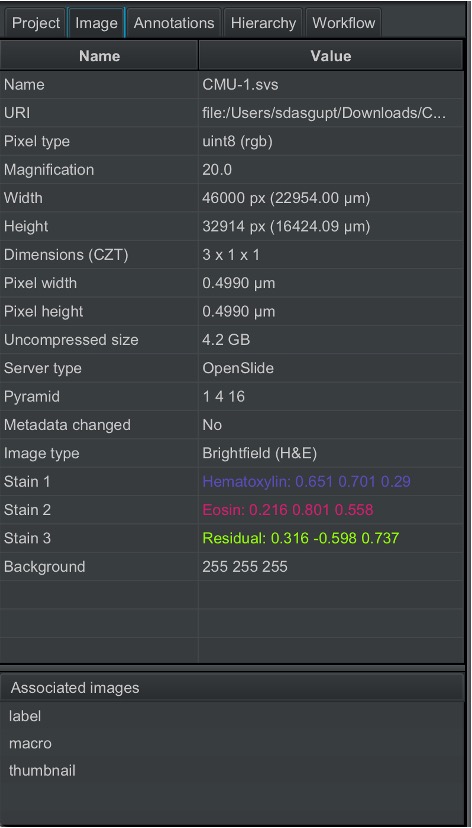 Project Image Annotations Hierarchy Workflow
Name Value
Name CMU-1.svs
URI file:/Users/sdasgupt/Downloads/C...
Pixel type uint8 (rgb)
Magnification 20.0
Width 46000 px (22954.00 µm)
Height 32914 px (16424.09 µm)
Dimensions (CZT) 3 x 1 x 1
Pixel width 0.4990 µm
Pixel height 0.4990 µm
Uncompressed size 4.2 GB
Server type OpenSlide
Pyramid 1 4 16
Metadata changed No
Image type Brightfield (H&E)
Stain 1 Hematoxylin: 0.651 0.701 0.29
Stain 2 Eosin: 0.216 0.801 0.558
Stain 3 Residual: 0.316 -0.598 0.737
Background 255 255 255
Associated images
label
macro
thumbnail